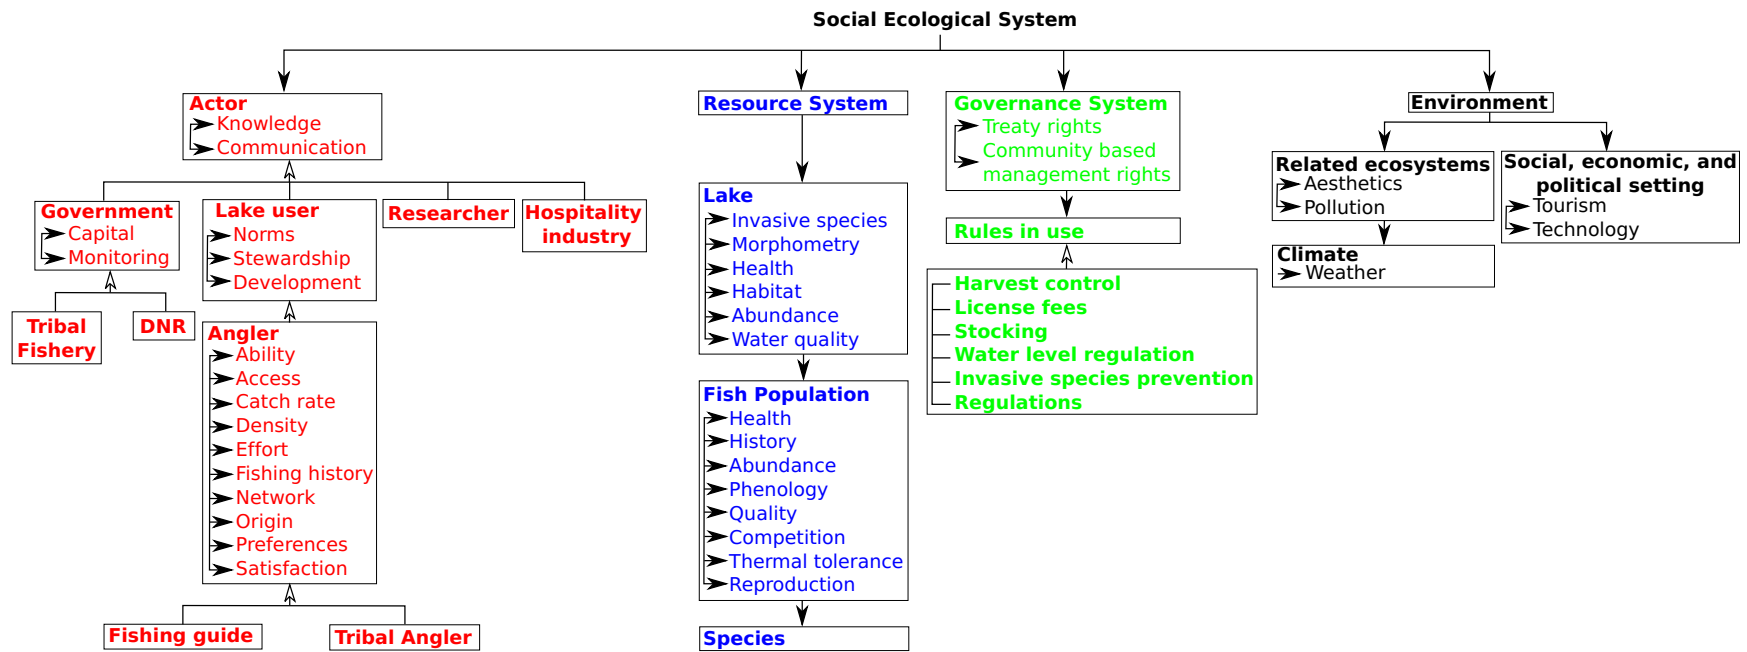 Social Ecological System
Actor
Knowledge
Communication
Government
Capital
Monitoring
Tribal
Fishery
DNR
Lake user
Norms
Stewardship
Development
Researcher
Hospitality
industry
Angler
Ability
Access
Catch rate
Density
Effort
Fishing history
Network
Origin
Preferences
Satisfaction
Fishing guide
Tribal Angler
Resource System
Lake
Invasive species
Morphometry
Health
Habitat
Abundance
Water quality
Fish Population
Health
History
Abundance
Phenology
Quality
Competition
Thermal tolerance
Reproduction
Species
Governance System
Treaty rights
Community based
management rights
Rules in use
Harvest control
License fees
Stocking
Water level regulation
Invasive species prevention
Regulations
Environment
Related ecosystems
Aesthetics
Pollution
Climate
Weather
Social, economic, and
political setting
Tourism
Technology